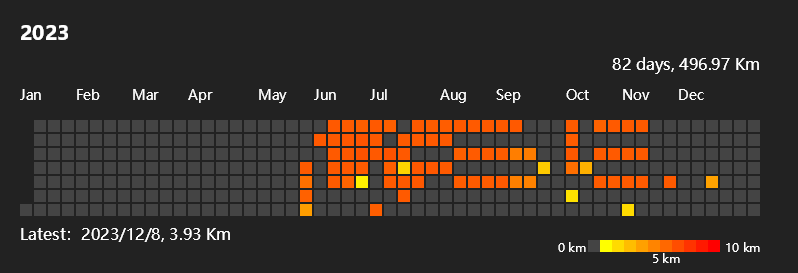 2023
82 days, 496.97 Km
Jan Feb Mar Apr May Jun Jul Aug Sep Oct Nov Dec
Latest: 2023/12/8, 3.93 Km
0 km 10 km
5 km